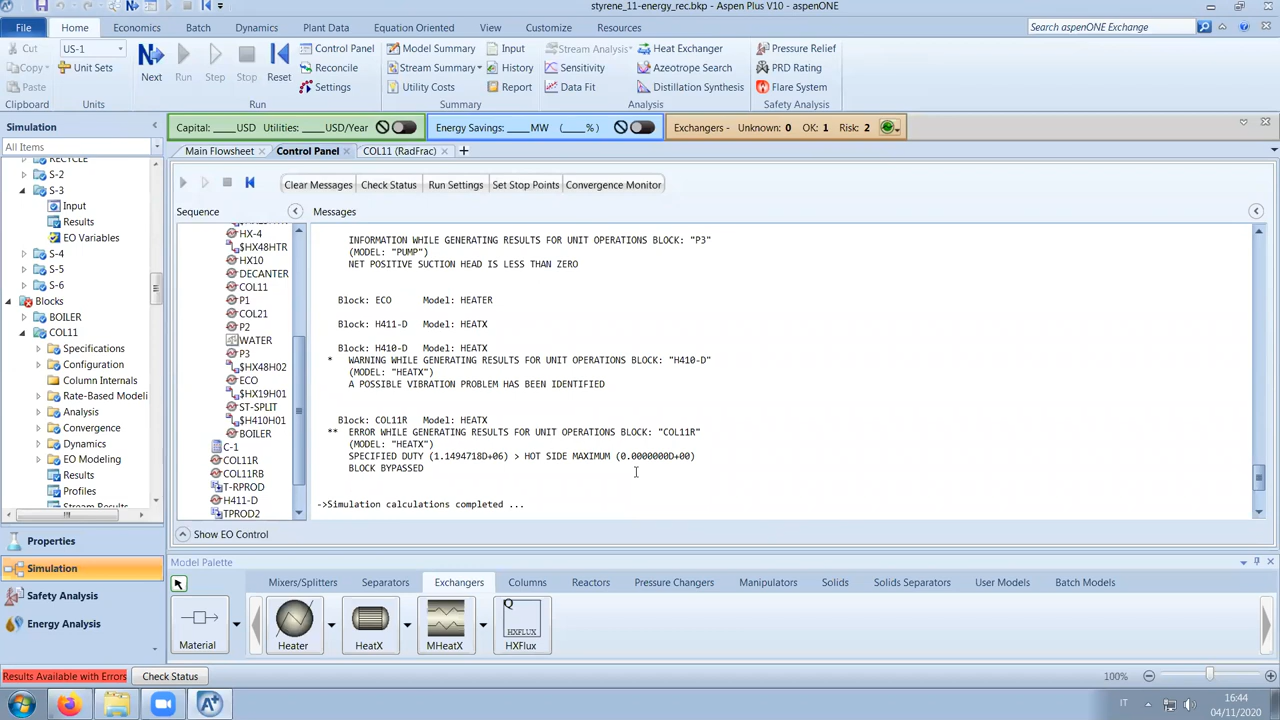 styrene_11-energy_rec.bkp - Aspen Plus V10 - aspenONE
File
Home
Economics
Batch
Dynamics
Plant Data
Equation Oriented
View
Customize
Resources
Search aspenONE Exchange
Cut
US-1
Copy
Unit Sets
Paste
Next
Run
Step
Stop
Reset
Control Panel
Reconcile
Settings
Model Summary
Input
Stream Summary
History
Utility Costs
Report
Stream Analysis
Heat Exchanger
Sensitivity
Azeotrope Search
Data Fit
Distillation Synthesis
Pressure Relief
PRD Rating
Flare System
Clipboard
Units
Run
Summary
Analysis
Safety Analysis
Simulation
Capital: ____USD Utilities: ____USD/Year
Energy Savings: ____MW (____%)
Exchangers - Unknown: 0 OK: 1 Risk: 2
All Items
Main Flowsheet
Control Panel
COL11 (RadFrac)
RECYCLE
S-2
S-3
Input
Results
EO Variables
S-4
S-5
S-6
Blocks
BOILER
COL11
Specifications
Configuration
Column Internals
Rate-Based Modeli
Analysis
Convergence
Dynamics
EO Modeling
Results
Profiles
Stream Results
Clear Messages
Check Status
Run Settings
Set Stop Points
Convergence Monitor
Sequence
Messages
HX-4
$HX48HTR
HX10
DECANTER
COL11
P1
COL21
P2
WATER
P3
$HX48H02
ECO
$HX19H01
ST-SPLIT
$H410H01
BOILER
C-1
COL11R
COL11RB
T-RPROD
H411-D
TPROD2
INFORMATION WHILE GENERATING RESULTS FOR UNIT OPERATIONS BLOCK: "P3"
(MODEL: "PUMP")
NET POSITIVE SUCTION HEAD IS LESS THAN ZERO
Block: ECO Model: HEATER
Block: H411-D Model: HEATX
Block: H410-D Model: HEATX
* WARNING WHILE GENERATING RESULTS FOR UNIT OPERATIONS BLOCK: "H410-D"
(MODEL: "HEATX")
A POSSIBLE VIBRATION PROBLEM HAS BEEN IDENTIFIED
Block: COL11R Model: HEATX
** ERROR WHILE GENERATING RESULTS FOR UNIT OPERATIONS BLOCK: "COL11R"
(MODEL: "HEATX")
SPECIFIED DUTY (1.1494718D+06) > HOT SIDE MAXIMUM (0.0000000D+00)
BLOCK BYPASSED
->Simulation calculations completed ...
Show EO Control
Properties
Simulation
Safety Analysis
Energy Analysis
Model Palette
Mixers/Splitters
Separators
Exchangers
Columns
Reactors
Pressure Changers
Manipulators
Solids
Solids Separators
User Models
Batch Models
Material
Heater
HeatX
MHeatX
Q
HXFLUX
HXFlux
Results Available with Errors
Check Status
100%
IT
16:44
04/11/2020